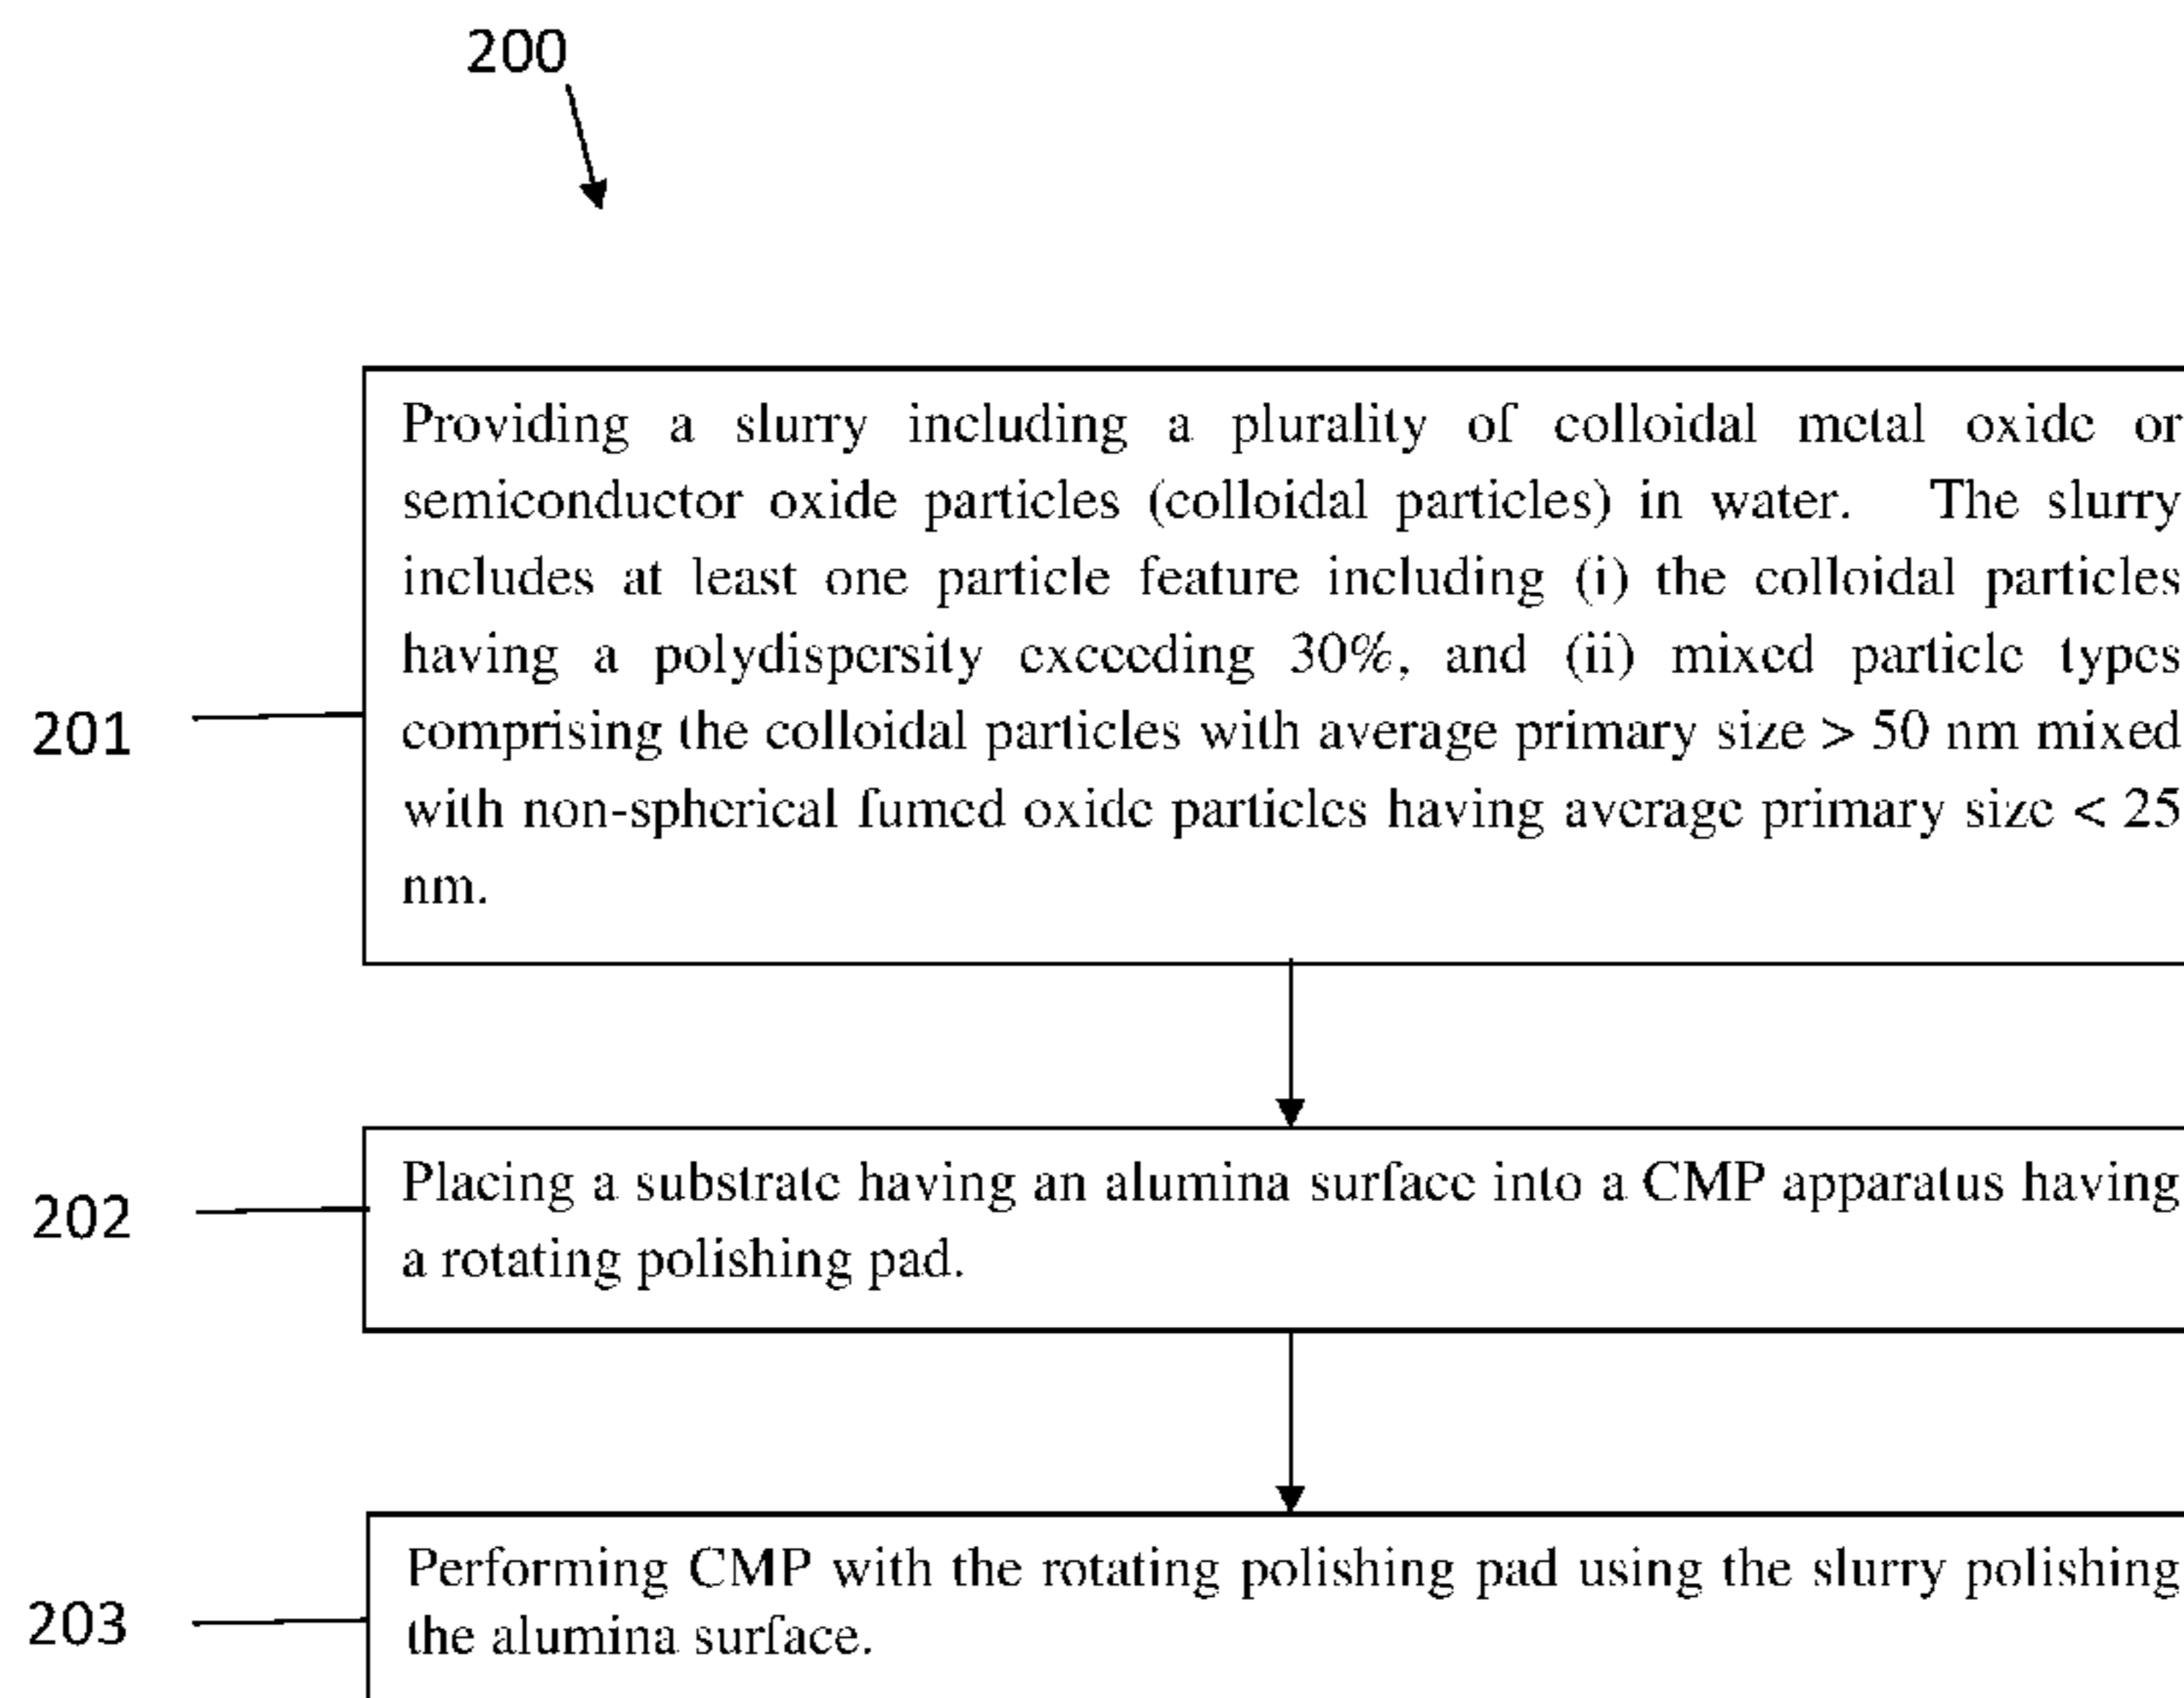 200
Providing a slurry including a plurality of colloidal metal oxide or
semiconductor oxide particles (colloidal particles) in water. The slurry
includes at least one particle feature including (i) the colloidal particles
having a polydispersity exceeding 30%, and (ii) mixed particle types
201
comprising the colloidal particles with average primary size > 50 nm mixed
with non-spherical fumed oxide particles having average primary size < 25
nm.
202
Placing a substrate having an alumina surface into a CMP apparatus having
a rotating polishing pad.
203
Performing CMP with the rotating polishing pad using the slurry polishing
the alumina surface.